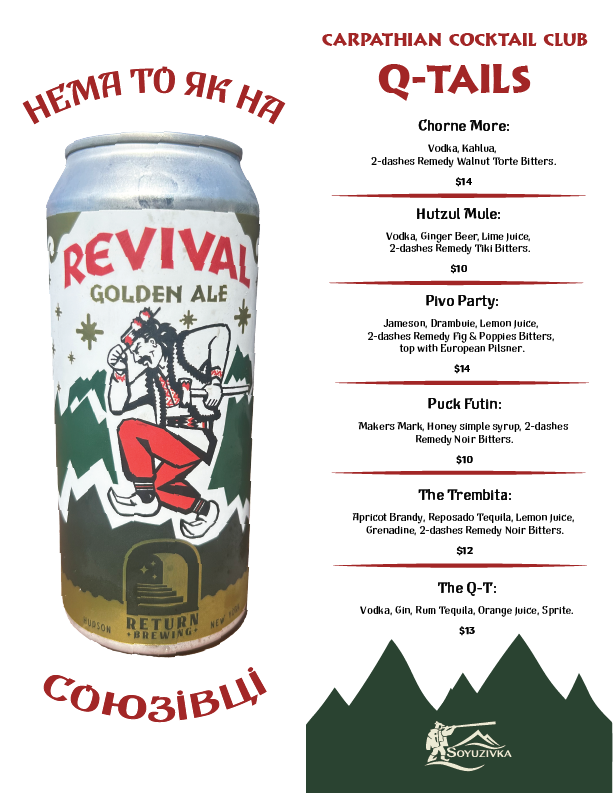 НЕМА ТО ЯК НА
REVIVAL
GOLDEN ALE
HUDSON
RETURN
BREWING
NEW YORK
СОЮЗІВЦІ
CARPATHIAN COCKTAIL CLUB
Q-TAILS
Chorne More:
Vodka, Kahlua,
2-dashes Remedy Walnut Torte Bitters.
$14
Hutzul Mule:
Vodka, Ginger Beer, Lime Juice,
2-dashes Remedy Tiki Bitters.
$10
Pivo Party:
Jameson, Drambuie, Lemon Juice,
2-dashes Remedy Fig & Poppies Bitters,
top with European Pilsner.
$14
Puck Futin:
Makers Mark, Honey simple syrup, 2-dashes
Remedy Noir Bitters.
$10
The Trembita:
Apricot Brandy, Reposado Tequila, Lemon Juice,
Grenadine, 2-dashes Remedy Noir Bitters.
$12
The Q-T:
Vodka, Gin, Rum Tequila, Orange Juice, Sprite.
$13
SOYUZIVKA